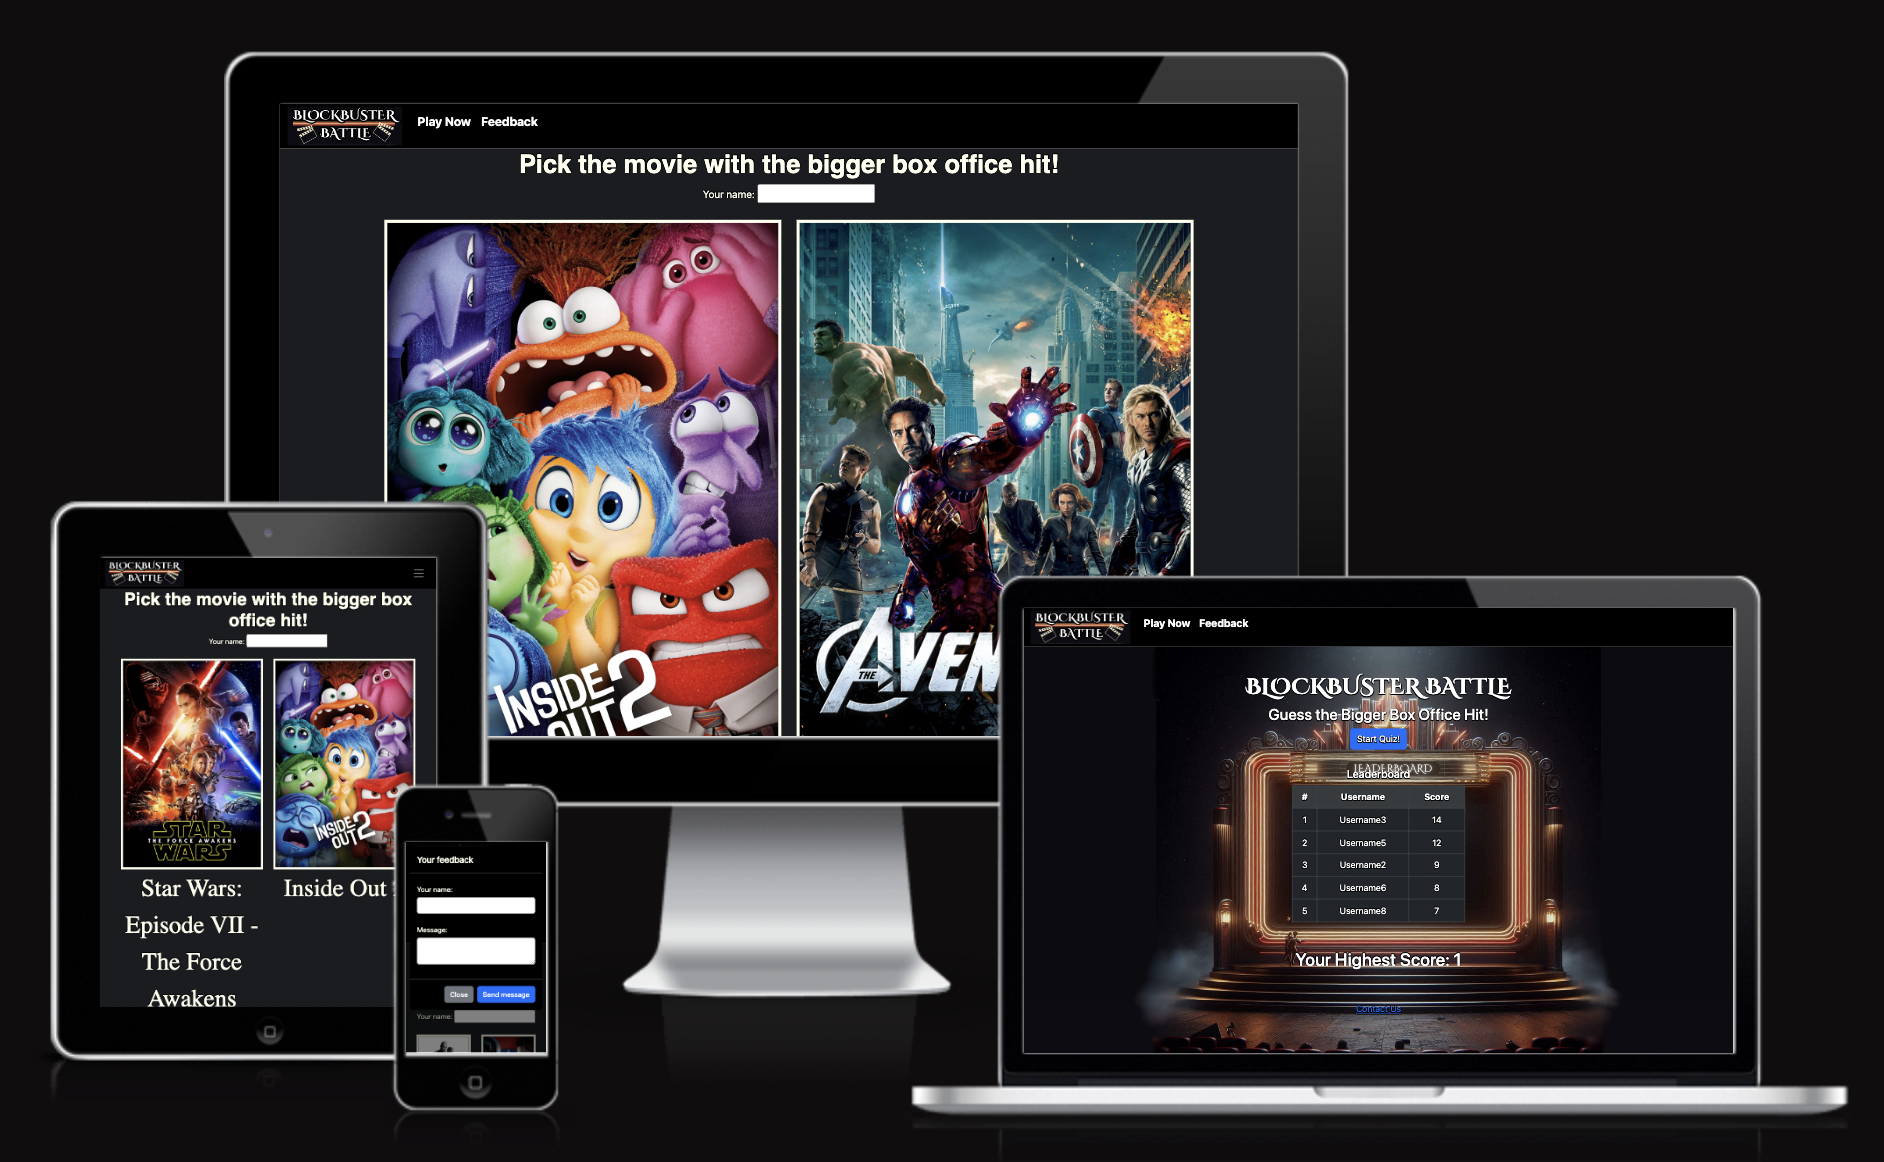 BLOCKBUSTER
BATTLE
Play Now Feedback
Pick the movie with the bigger box office hit!
Your name:
INSIDE
OUT 2
THE AVEN
BLOCKBUSTER
BATTLE
Pick the movie with the bigger box
office hit!
Your name:
STAR
THE FORCE AWAKENS
WARS
INSIDE
OUT 2
Star Wars:
Episode VII -
The Force
Awakens
Inside Out
Your feedback
Your name:
Message:
Close Send message
Your name:
BLOCKBUSTER
BATTLE
Play Now Feedback
BLOCKBUSTER BATTLE
Guess the Bigger Box Office Hit!
Start Quiz!
LEADERBOARD
Leaderboard
# Username Score
1 Username3 14
2 Username5 12
3 Username2 9
4 Username6 8
5 Username8 7
Your Highest Score: 1
Contact Us